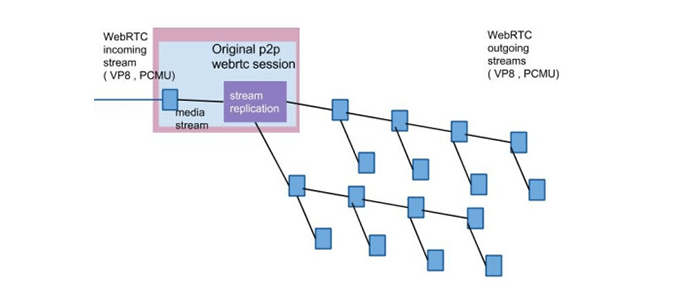 WebRTC
incoming
stream
( VP8 , PCMU)
Original p2p
webrtc session
stream
replication
media
stream
WebRTC
outgoing
streams
( VP8 , PCMU)